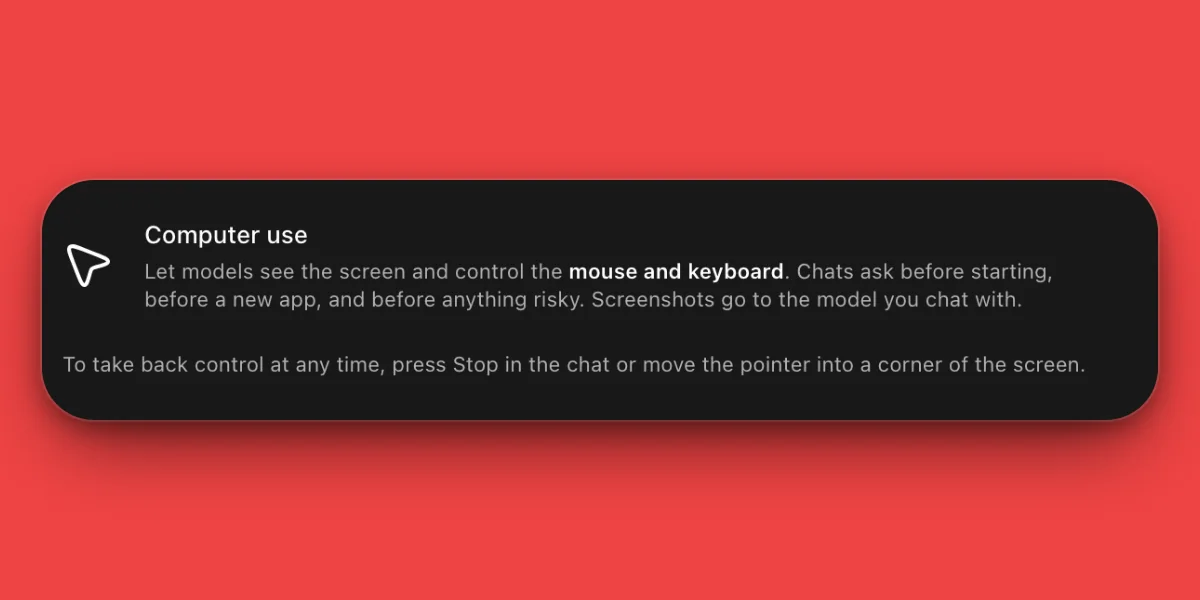 Computer use
Let models see the screen and control the mouse and keyboard. Chats ask before starting,
before a new app, and before anything risky. Screenshots go to the model you chat with.
To take back control at any time, press Stop in the chat or move the pointer into a corner of the screen.